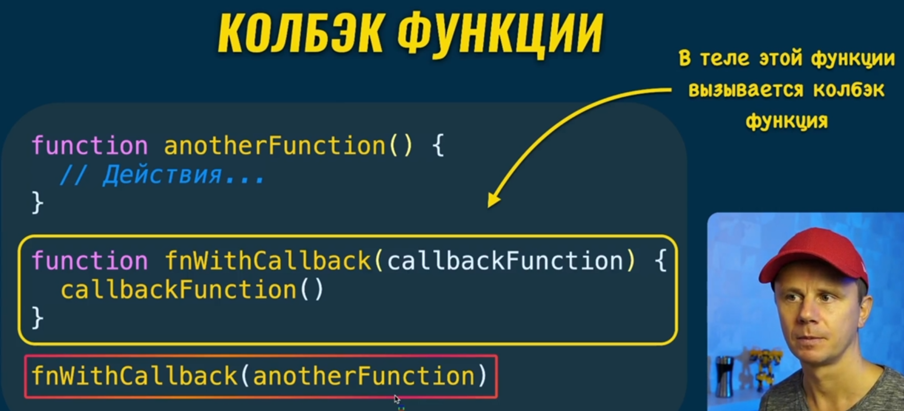 КОЛБЭК ФУНКЦИИ
В теле этой функции
вызывается колбэк
функция
function anotherFunction() {
// Действия...
}
function fnWithCallback(callbackFunction) {
callbackFunction()
}
fnWithCallback(anotherFunction)